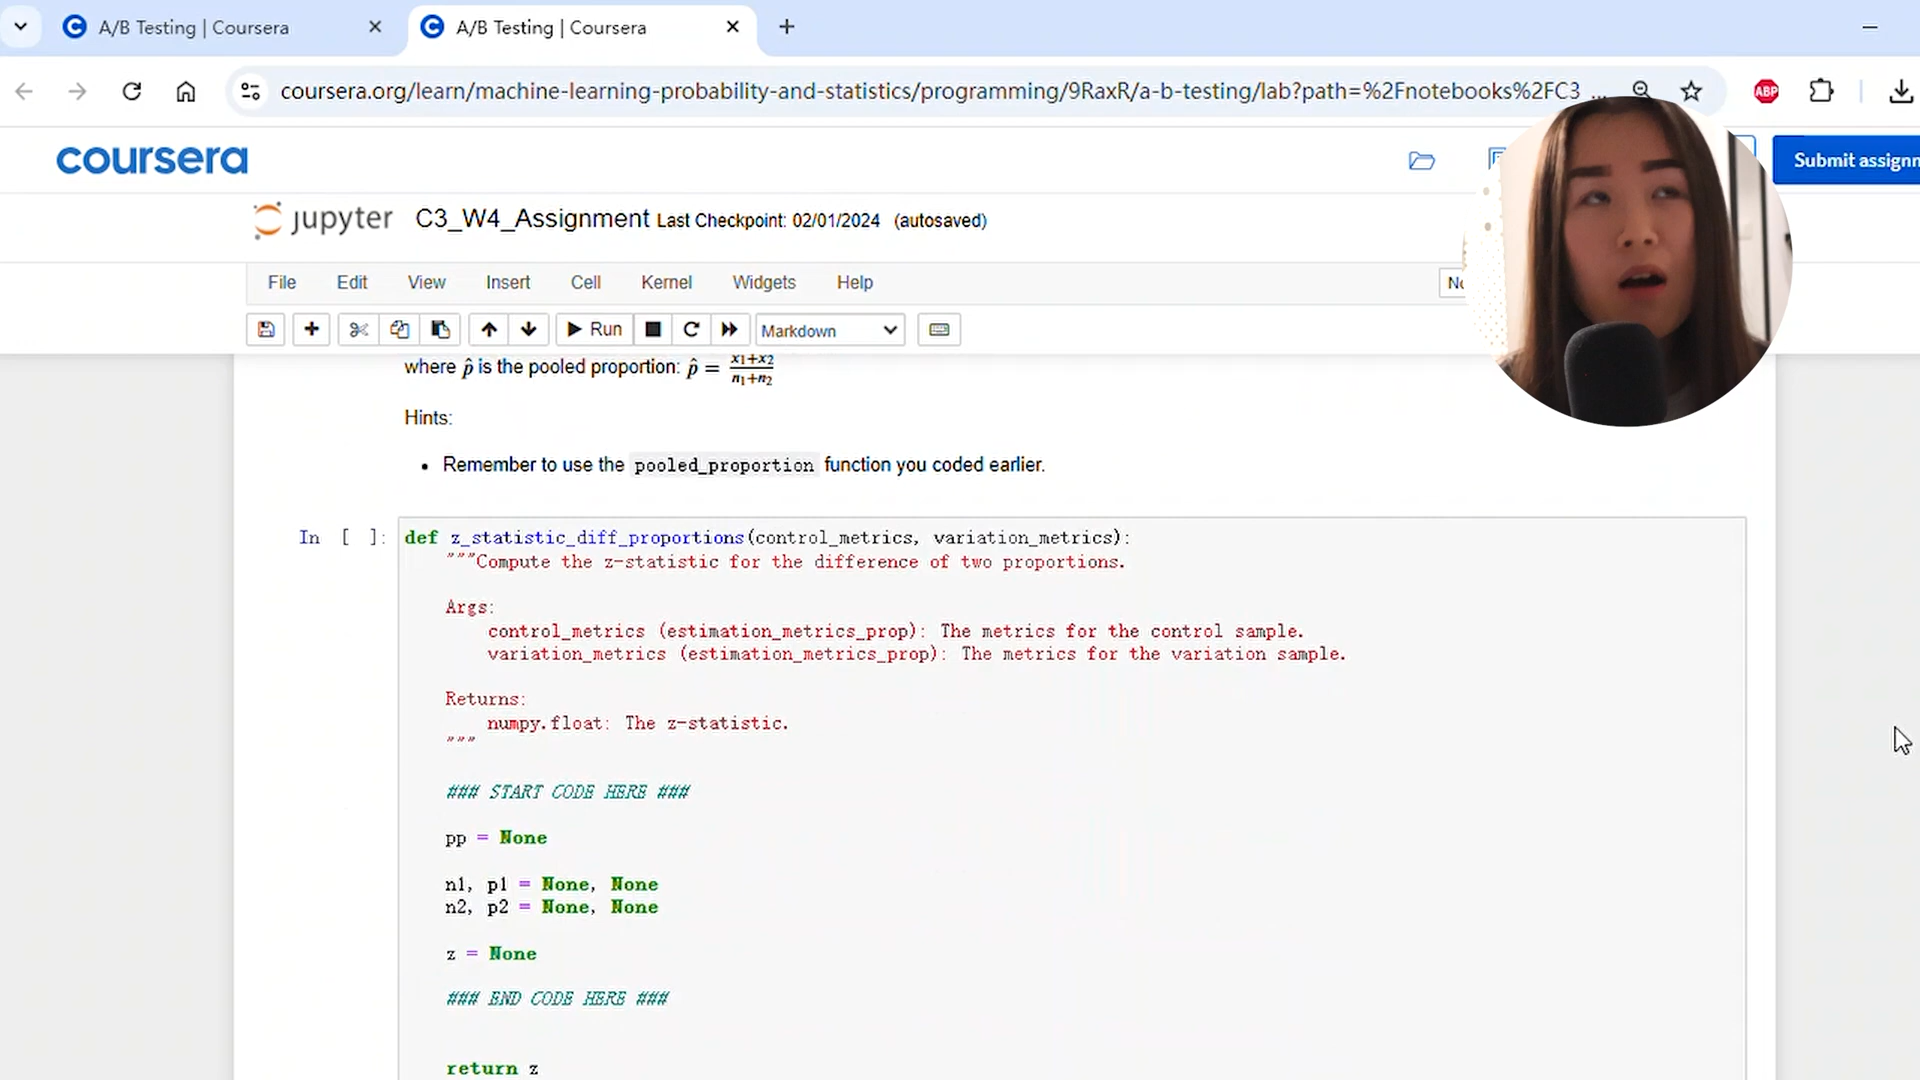 A/B Testing | Coursera
A/B Testing | Coursera
coursera.org/learn/machine-learning-probability-and-statistics/programming/9RaxR/a-b-testing/lab?path=%2Fnotebooks%2FC3 ...
ABP
coursera
Submit assignm
jupyter C3_W4_Assignment Last Checkpoint: 02/01/2024 (autosaved)
File Edit View Insert Cell Kernel Widgets Help
Run Markdown
where p̂ is the pooled proportion: p̂ = (x₁+x₂)/(n₁+n₂)
Hints:
• Remember to use the pooled_proportion function you coded earlier.
In [ ]: def z_statistic_diff_proportions(control_metrics, variation_metrics):
"""Compute the z-statistic for the difference of two proportions.
Args:
control_metrics (estimation_metrics_prop): The metrics for the control sample.
variation_metrics (estimation_metrics_prop): The metrics for the variation sample.
Returns:
numpy.float: The z-statistic.
"""
### START CODE HERE ###
pp = None
n1, p1 = None, None
n2, p2 = None, None
z = None
### END CODE HERE ###
return z